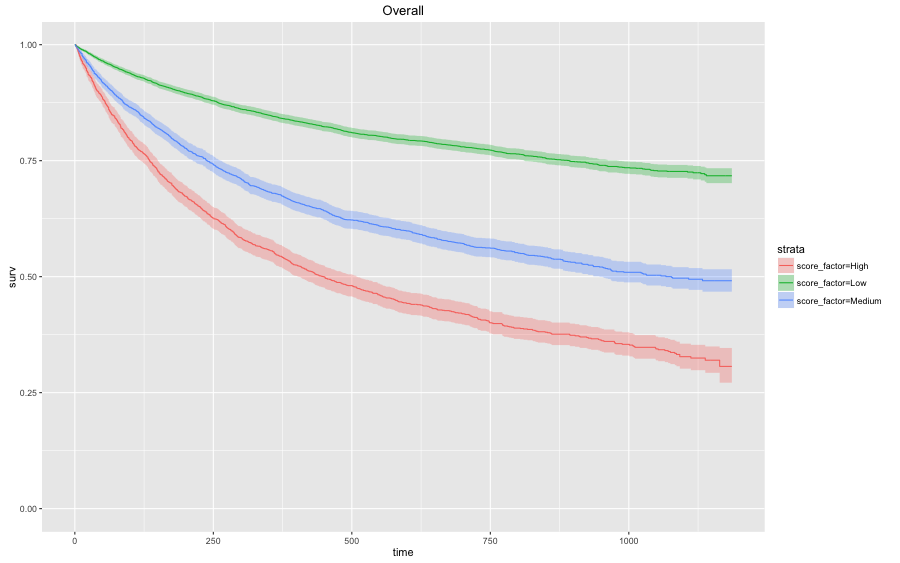 Overall
1.00
0.75
0.50
0.25
0.00
surv
0 250 500 750 1000
time
strata
score_factor=High
score_factor=Low
score_factor=Medium